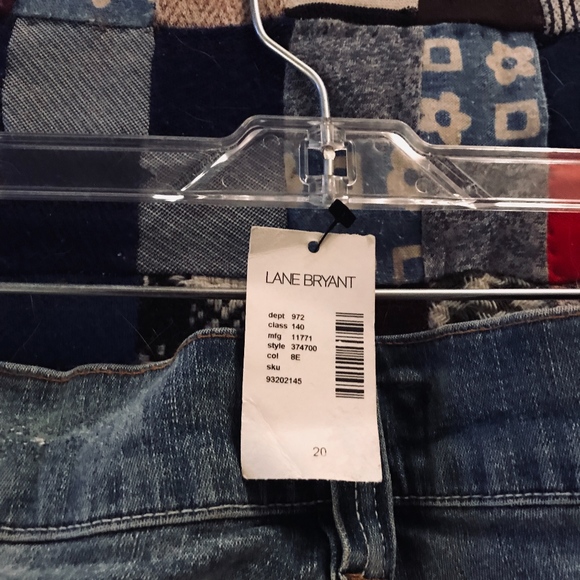 LANE BRYANT
dept 972
class 140
mfg 11771
style 374700
col 8E
sku
93202145
20